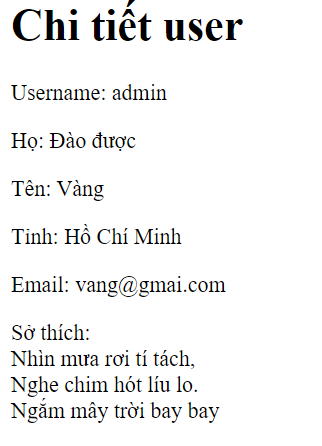 Chi tiết user
Username: admin
Họ: Đào được
Tên: Vàng
Tỉnh: Hồ Chí Minh
Email: vang@gmai.com
Sở thích:
Nhìn mưa rơi tí tách,
Nghe chim hót líu lo.
Ngắm mây trời bay bay